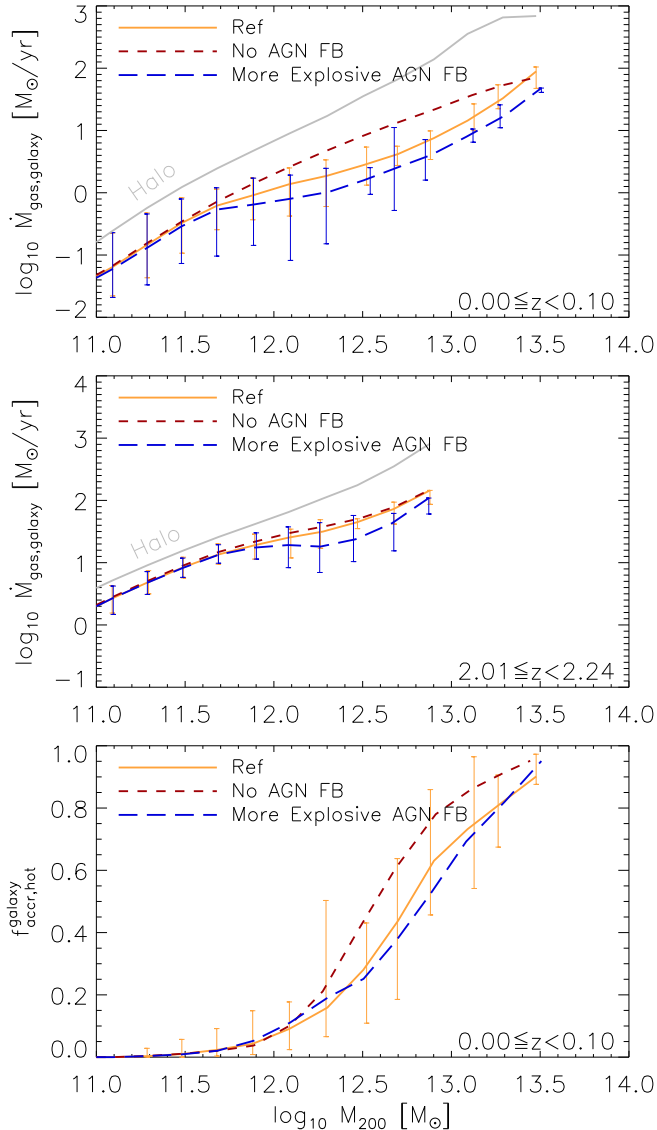 3
2
1
0
−1
−2
log₁₀ Ṁgas,galaxy [M⊙/yr]
Ref
No AGN FB
More Explosive AGN FB
Halo
0.00≦z<0.10
11.0 11.5 12.0 12.5 13.0 13.5 14.0
4
3
2
1
0
−1
log₁₀ Ṁgas,galaxy [M⊙/yr]
Ref
No AGN FB
More Explosive AGN FB
Halo
2.01≦z<2.24
11.0 11.5 12.0 12.5 13.0 13.5 14.0
1.0
0.8
0.6
0.4
0.2
0.0
f galaxy accr,hot
Ref
No AGN FB
More Explosive AGN FB
0.00≦z<0.10
11.0 11.5 12.0 12.5 13.0 13.5 14.0
log₁₀ M₂₀₀ [M⊙]